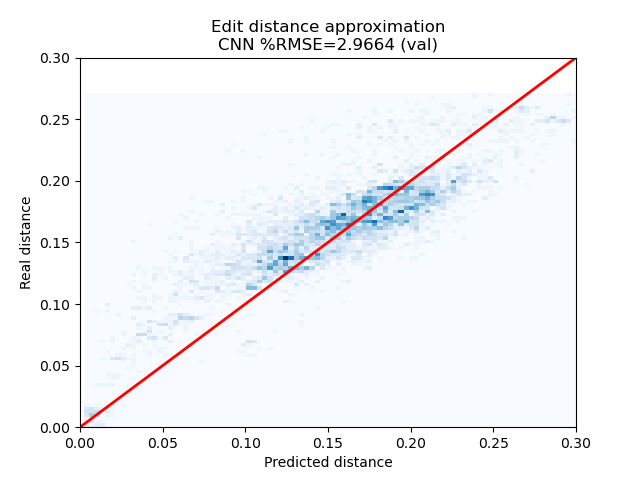 Edit distance approximation
CNN %RMSE=2.9664 (val)
0.30
0.25
0.20
0.15
0.10
0.05
0.00
Real distance
0.00 0.05 0.10 0.15 0.20 0.25 0.30
Predicted distance